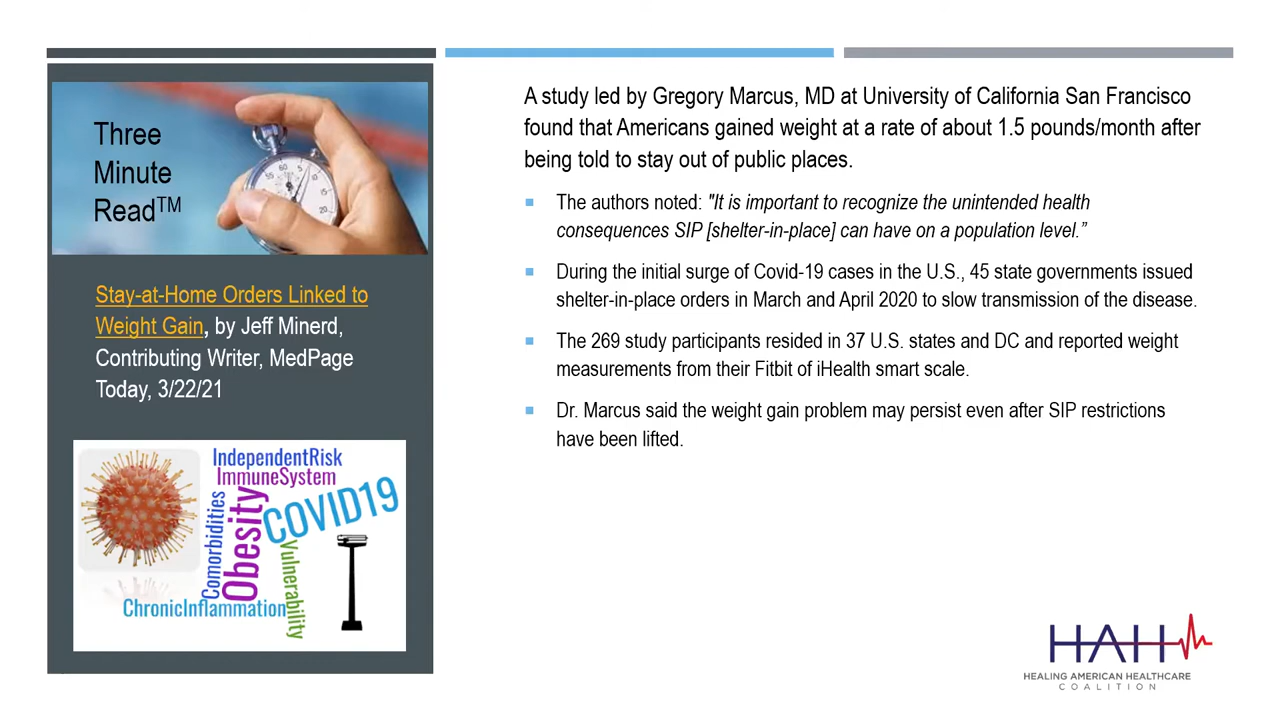 Three
Minute
Read™
Stay-at-Home Orders Linked to
Weight Gain, by Jeff Minerd,
Contributing Writer, MedPage
Today, 3/22/21
IndependentRisk
ImmuneSystem
Comorbidities
Obesity
COVID19
Vulnerability
ChronicInflammation
A study led by Gregory Marcus, MD at University of California San Francisco
found that Americans gained weight at a rate of about 1.5 pounds/month after
being told to stay out of public places.
The authors noted: "It is important to recognize the unintended health
consequences SIP [shelter-in-place] can have on a population level.”
During the initial surge of Covid-19 cases in the U.S., 45 state governments issued
shelter-in-place orders in March and April 2020 to slow transmission of the disease.
The 269 study participants resided in 37 U.S. states and DC and reported weight
measurements from their Fitbit of iHealth smart scale.
Dr. Marcus said the weight gain problem may persist even after SIP restrictions
have been lifted.
HAH
HEALING AMERICAN HEALTHCARE
COALITION